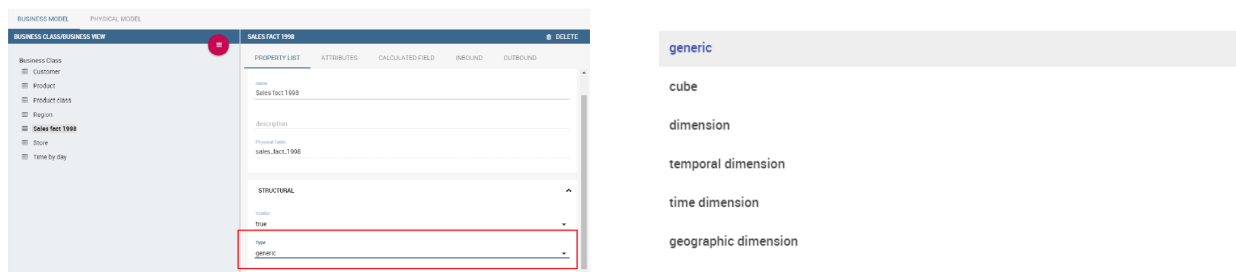 BUSINESS MODEL PHYSICAL MODEL
BUSINESS CLASS/BUSINESS VIEW
Business Class
Customer
Product
Product class
Region
Sales fact 1998
Store
Time by day
SALES FACT 1998 DELETE
PROPERTY LIST ATTRIBUTES CALCULATED FIELD INBOUND OUTBOUND
name
Sales fact 1998
description
Physical Table
sales_fact_1998
STRUCTURAL
Visible
true
Type
generic
generic
cube
dimension
temporal dimension
time dimension
geographic dimension